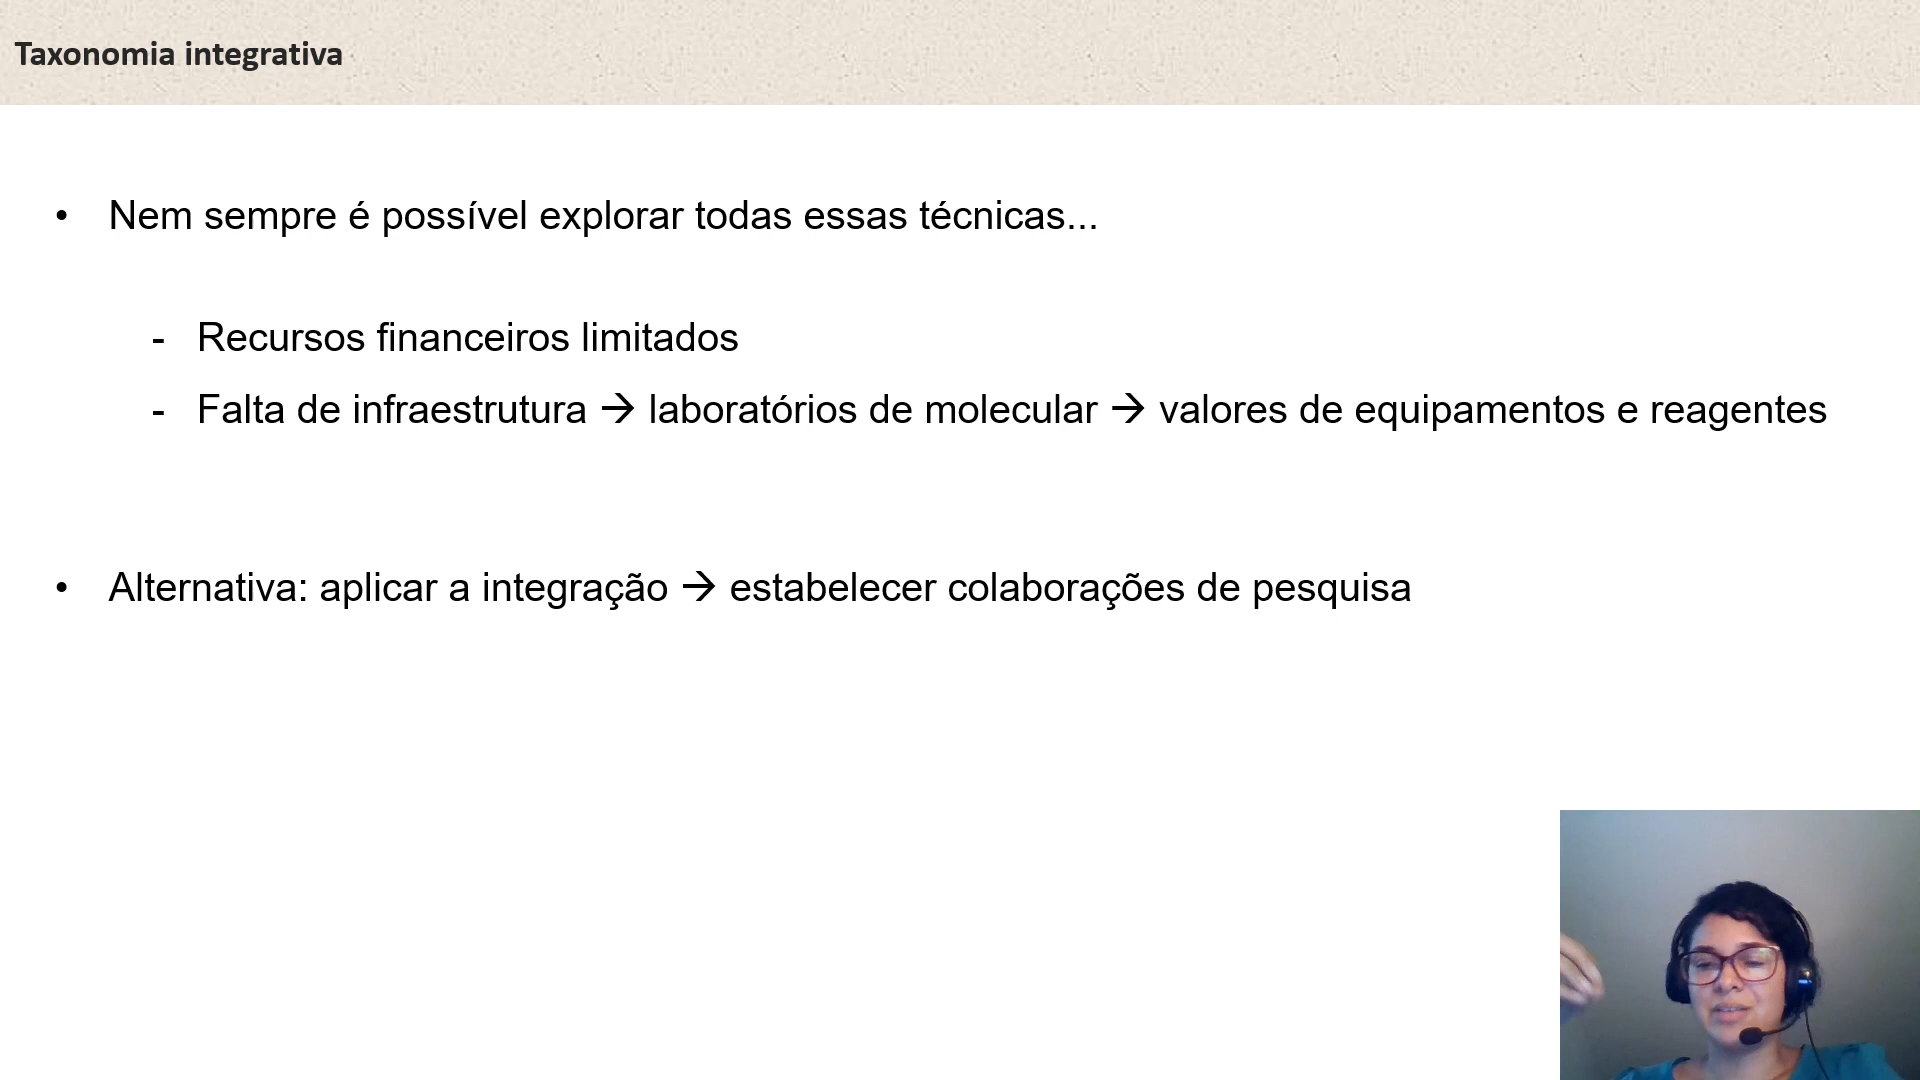 Taxonomia integrativa
• Nem sempre é possível explorar todas essas técnicas...
- Recursos financeiros limitados
- Falta de infraestrutura → laboratórios de molecular → valores de equipamentos e reagentes
• Alternativa: aplicar a integração → estabelecer colaborações de pesquisa